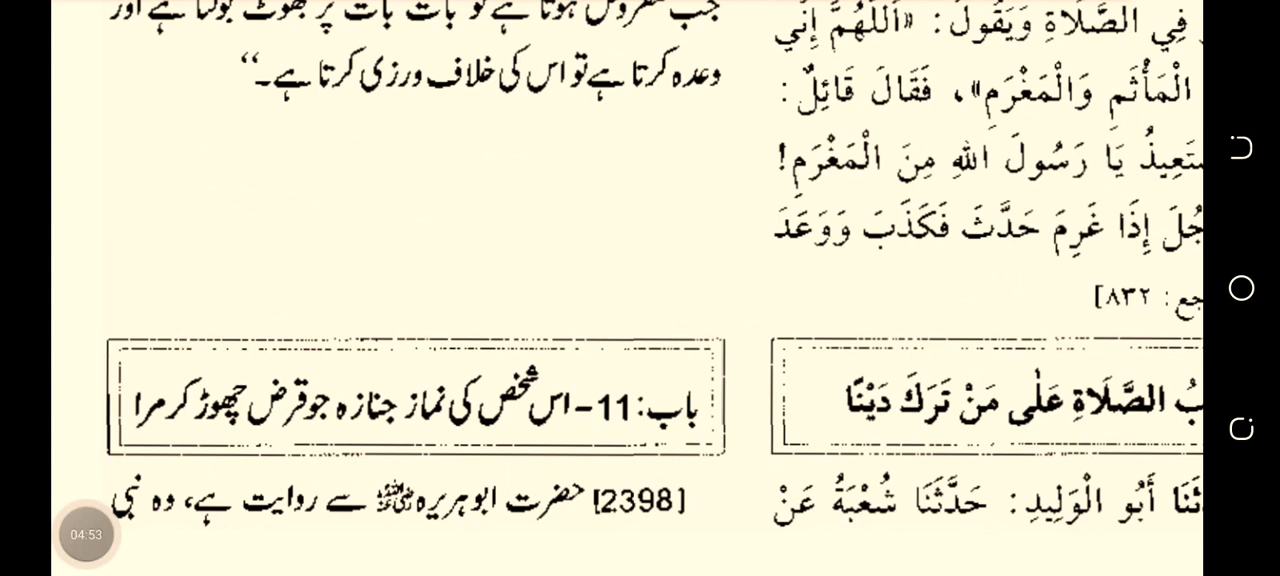 فِي الصَّلَاةِ وَيَقُولُ: «اَللّٰهُمَّ إِنِّي
الْمَأْثَمِ وَالْمَغْرَمِ»، فَقَالَ قَائِلٌ:
يَا رَسُولَ اللهِ مِنَ الْمَغْرَمِ!
إِذَا غَرِمَ حَدَّثَ فَكَذَبَ وَوَعَدَ
: ٨٣٢]
الصَّلَاةِ عَلٰى مَنْ تَرَكَ دَيْنًا
أَبُو الْوَلِيدِ: حَدَّثَنَا شُعْبَةُ عَنْ
جب مقروض ہوتا ہے تو بات بات پر جھوٹ بولتا ہے اور
وعدہ کرتا ہے تو اس کی خلاف ورزی کرتا ہے۔‘‘
باب: 11- اس شخص کی نماز جنازہ جو قرض چھوڑ کر مرا
[2398] حضرت ابوہریرہ ؓ سے روایت ہے، وہ نبی
04:53